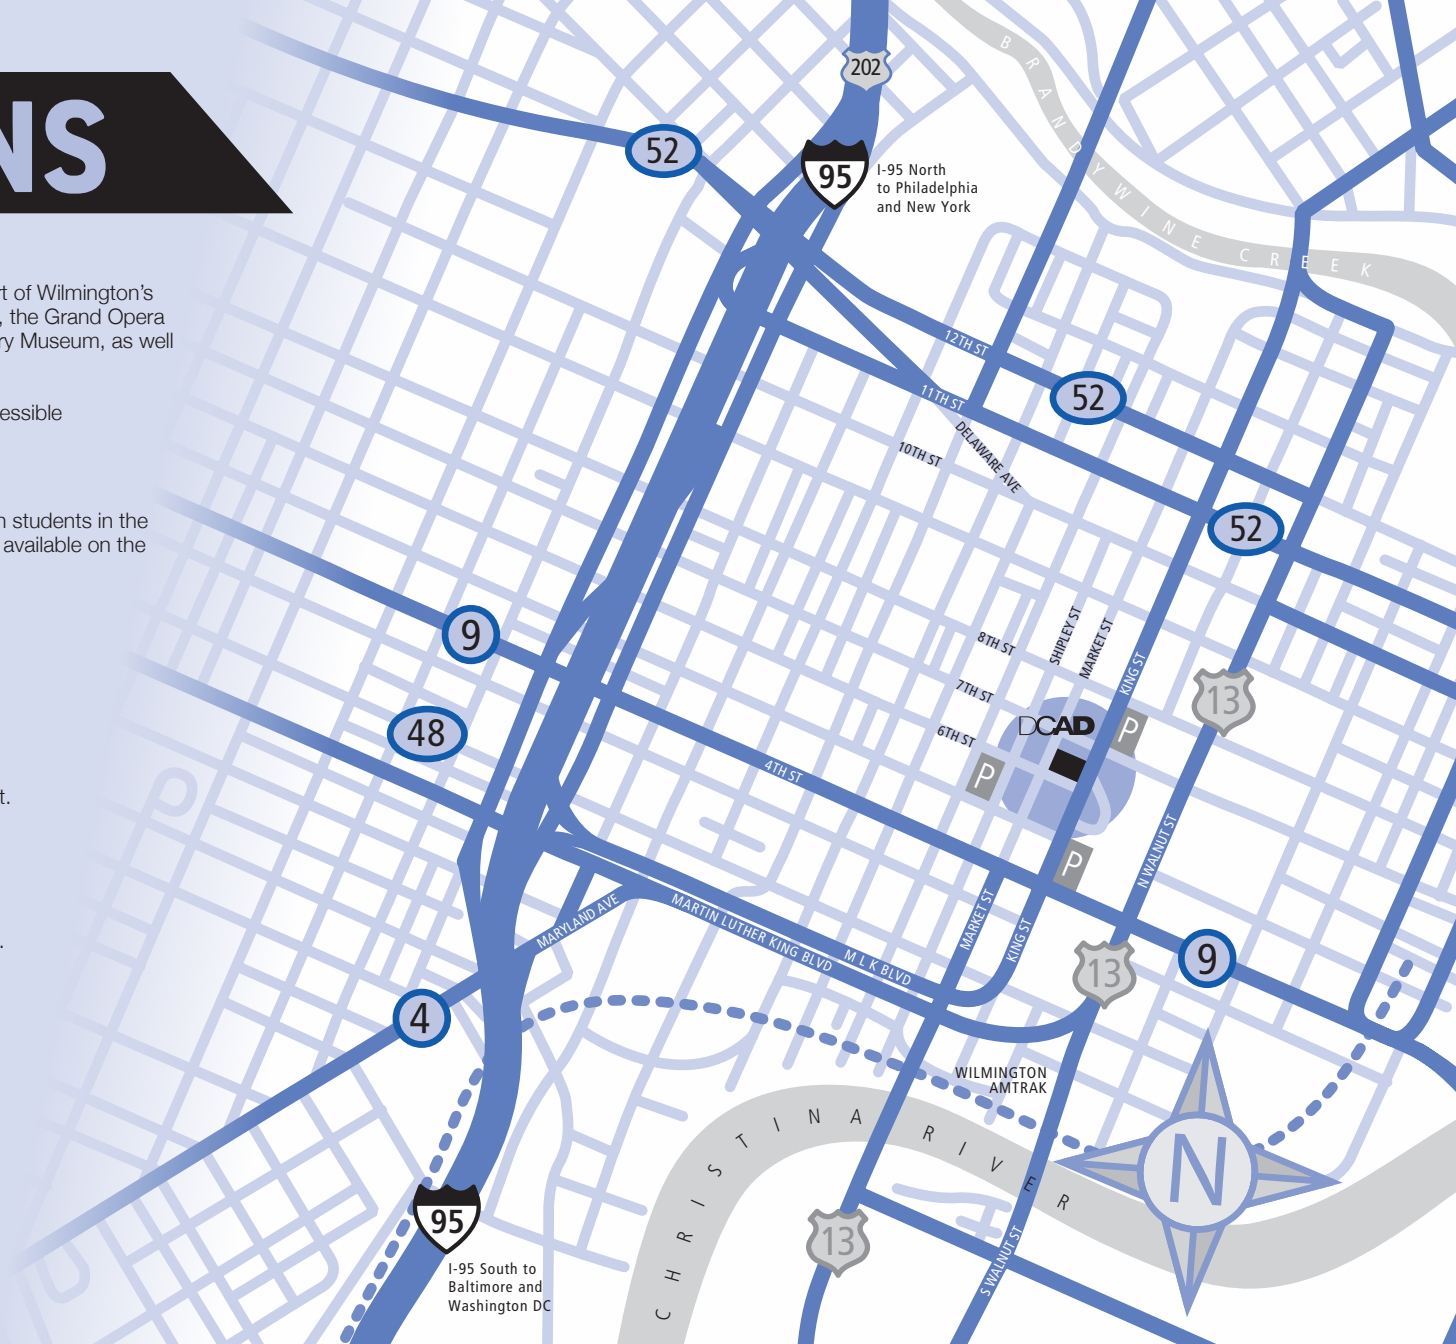 NS
t of Wilmington's
, the Grand Opera
ry Museum, as well
essible
n students in the
available on the
t.
.
202
BRANDYWINE CREEK
52
95
I-95 North
to Philadelphia
and New York
12TH ST
52
11TH ST
DELAWARE AVE
10TH ST
52
9
SHIPLEY ST
MARKET ST
8TH ST
KING ST
7TH ST
13
48
6TH ST
DCAD
P
P
4TH ST
N WALNUT ST
P
MARYLAND AVE
MARTIN LUTHER KING BLVD
M L K BLVD
MARKET ST
KING ST
13
9
4
WILMINGTON
AMTRAK
CHRISTINA RIVER
N
95
13
S WALNUT ST
I-95 South to
Baltimore and
Washington DC